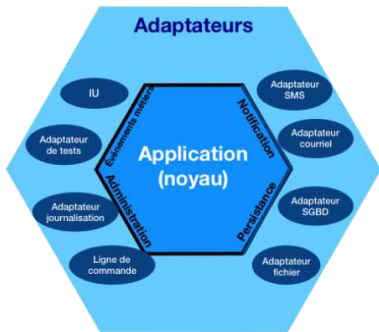 Adaptateurs
IU
Adaptateur
de tests
Adaptateur
journalisation
Ligne de
commande
Événements métiers
Administration
Application
(noyau)
Notification
Persistance
Adaptateur
SMS
Adaptateur
courriel
Adaptateur
SGBD
Adaptateur
fichier